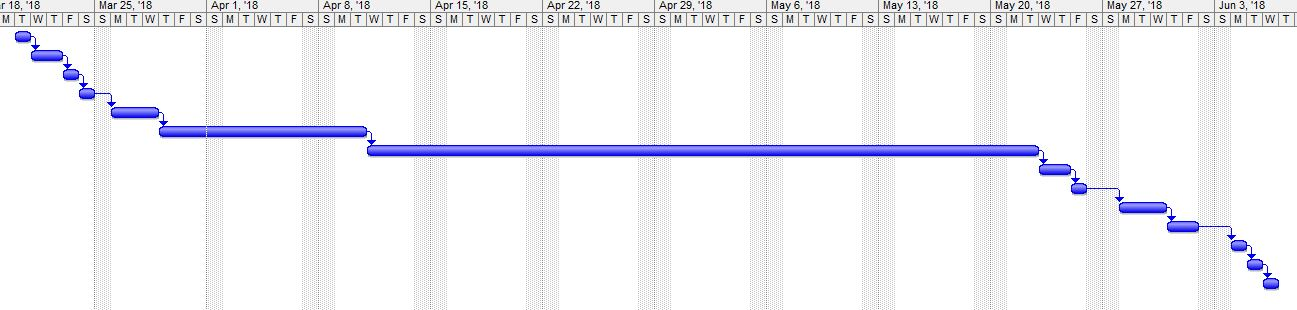 r 18, '18 Mar 25, '18 Apr 1, '18 Apr 8, '18 Apr 15, '18 Apr 22, '18 Apr 29, '18 May 6, '18 May 13, '18 May 20, '18 May 27, '18 Jun 3, '18
M T W T F S S M T W T F S S M T W T F S S M T W T F S S M T W T F S S M T W T F S S M T W T F S S M T W T F S S M T W T F S S M T W T F S S M T W T F S S M T W T